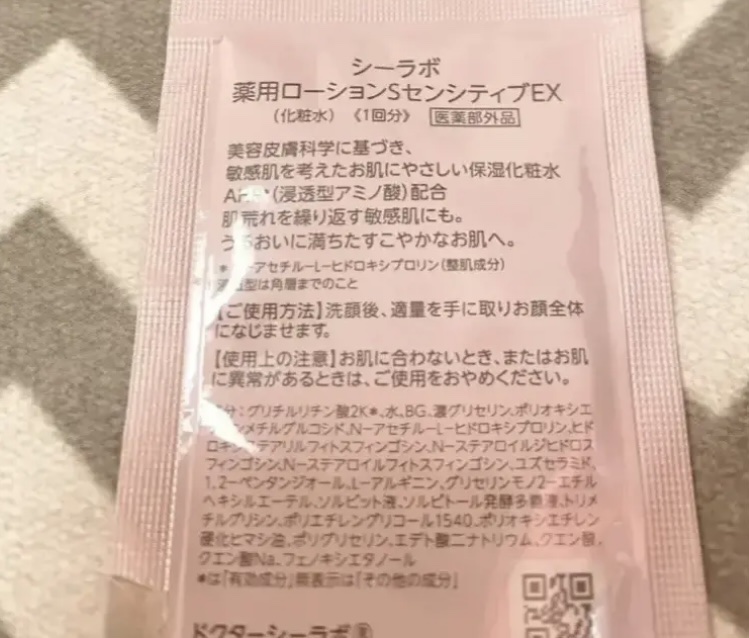 シーラボ
薬用ローションSセンシティブEX
(化粧水)《1回分》 医薬部外品
美容皮膚科学に基づき、
敏感肌を考えたお肌にやさしい保湿化粧水
(浸透型アミノ酸)配合
肌荒れを繰り返す敏感肌にも。
うるおいに満ちたすこやかなお肌へ。
アセチルーLーヒドロキシプロリン(整肌成分)
型は角層までのこと
【ご使用方法】洗顔後、適量を手に取りお顔全体
になじませます。
【使用上の注意】お肌に合わないとき、またはお肌
に異常があるときは、ご使用をおやめください。
分:グリチルリチン酸2K*、水、BG、濃グリセリン、ポリオキシエ
ンメチルグルコシド、NーアセチルーLーヒドロキシプロリン、ヒド
ロキシステアリルフィトスフィンゴシン、Nーステアロイルジヒドロス
フィンゴシン、Nーステアロイルフィトスフィンゴシン、ユズセラミド、
1,2ーペンタンジオール、Lーアルギニン、グリセリンモノ2ーエチル
ヘキシルエーテル、ソルビット液、ソルビトール発酵多糖液、トリメ
チルグリシン、ポリエチレングリコール1540、ポリオキシエチレン
硬化ヒマシ油、ポリグリセリン、エデト酸二ナトリウム、クエン酸、
クエン酸Na、フェノキシエタノール
*は「有効成分」無表示は「その他の成分」
ドクターシーラボ®